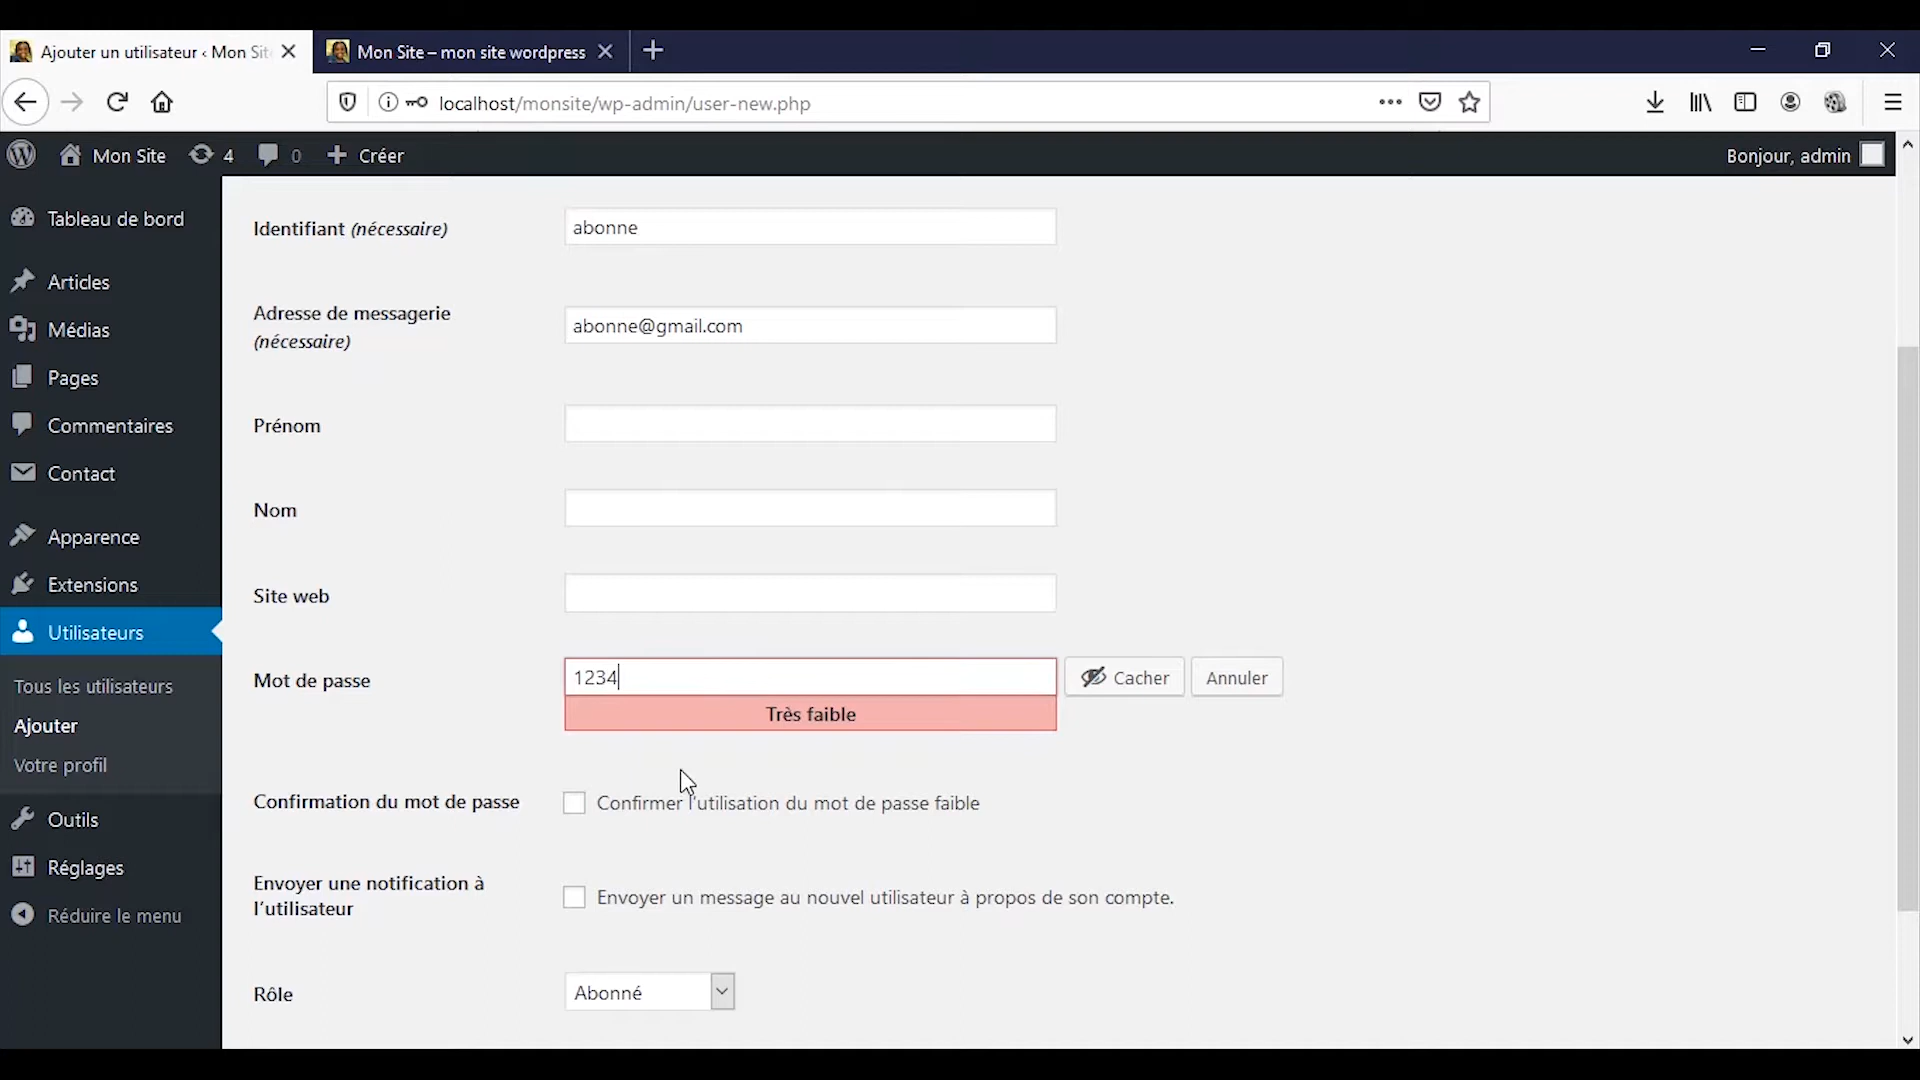 Ajouter un utilisateur ‹ Mon Sit
Mon Site – mon site wordpress
localhost/monsite/wp-admin/user-new.php
Mon Site
4
0
Créer
Bonjour, admin
Tableau de bord
Articles
Médias
Pages
Commentaires
Contact
Apparence
Extensions
Utilisateurs
Tous les utilisateurs
Ajouter
Votre profil
Outils
Réglages
Réduire le menu
Identifiant (nécessaire)
abonne
Adresse de messagerie
(nécessaire)
abonne@gmail.com
Prénom
Nom
Site web
Mot de passe
1234
Cacher
Annuler
Très faible
Confirmation du mot de passe
Confirmer l’utilisation du mot de passe faible
Envoyer une notification à
l’utilisateur
Envoyer un message au nouvel utilisateur à propos de son compte.
Rôle
Abonné